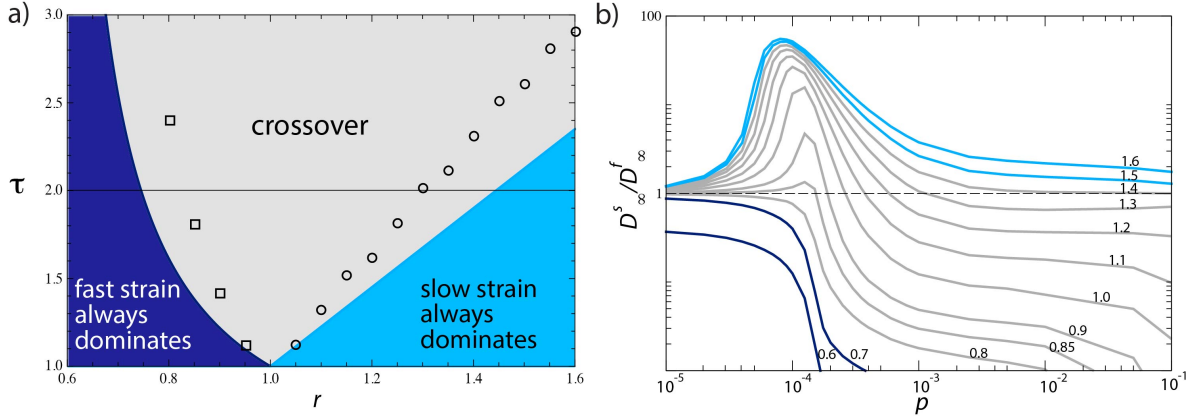 a)
3.0
2.5
2.0
1.5
1.0
τ
crossover
fast strain
always
dominates
slow strain
always
dominates
0.6
0.8
1.0
1.2
1.4
1.6
r
b)
100
1
D^s_∞/D^f_∞
1.6
1.5
1.4
1.3
1.2
1.1
1.0
0.9
0.85
0.8
0.7
0.6
10^-5
10^-4
10^-3
10^-2
10^-1
p